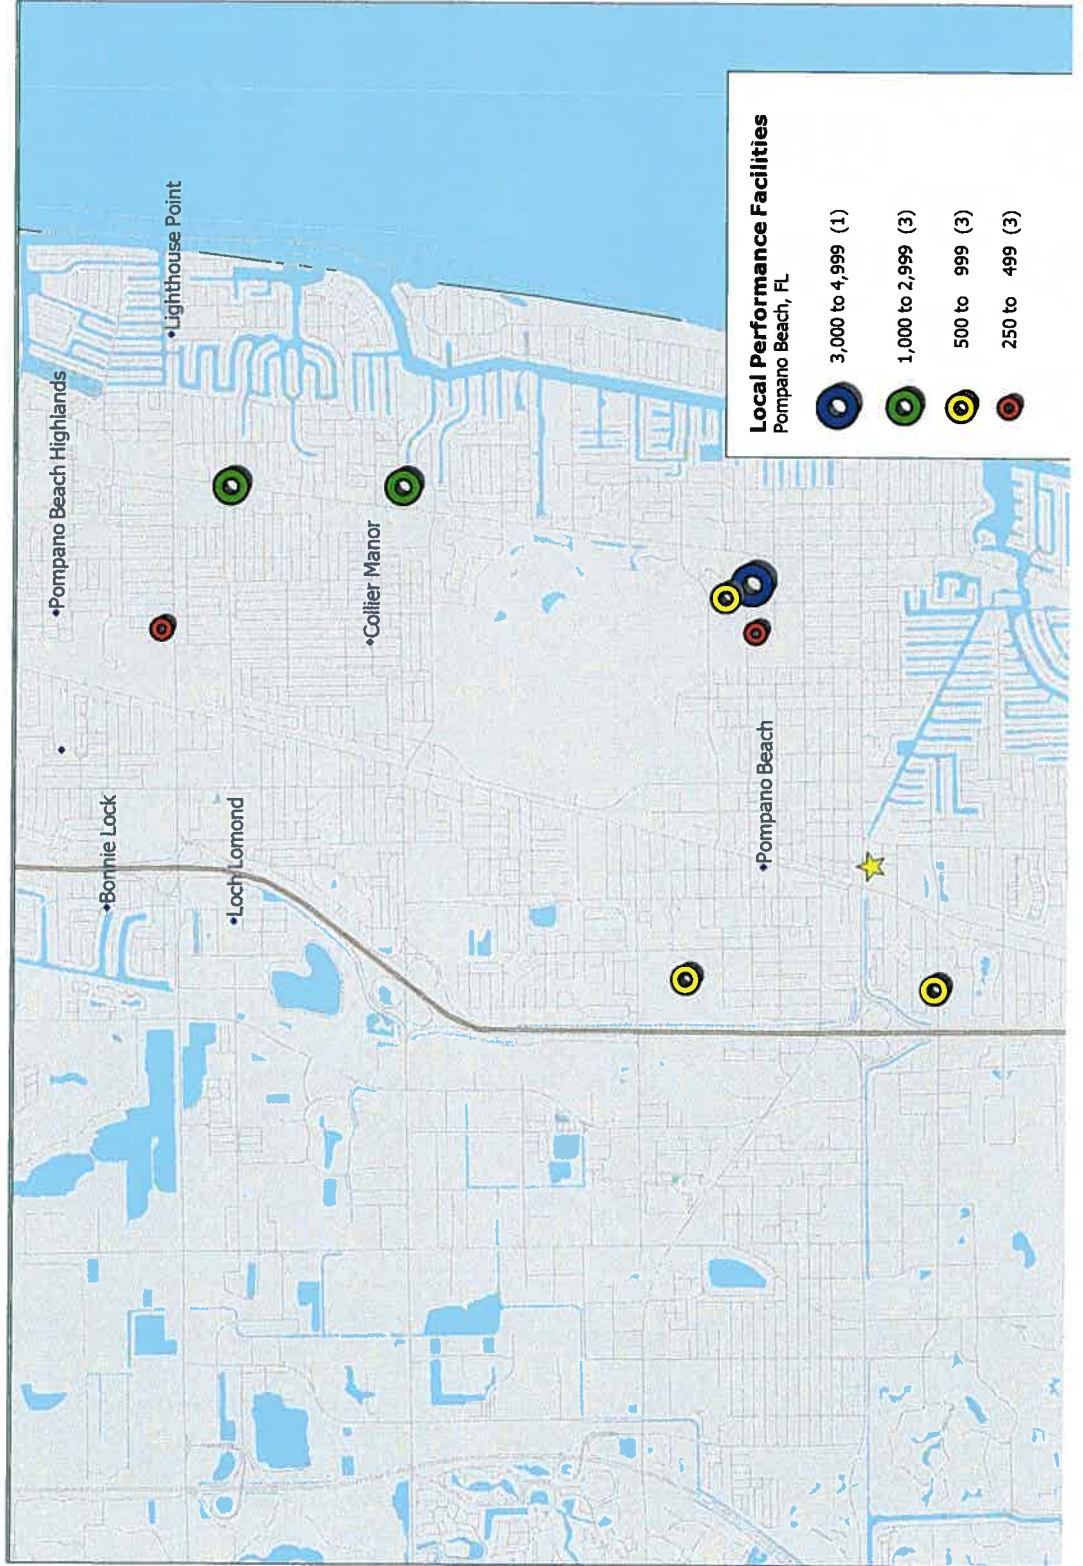 Pompano Beach Highlands
Lighthouse Point
Bonnie Lock
Loch Lomond
Collier Manor
Pompano Beach
Local Performance Facilities
Pompano Beach, FL
3,000 to 4,999 (1)
1,000 to 2,999 (3)
500 to 999 (3)
250 to 499 (3)